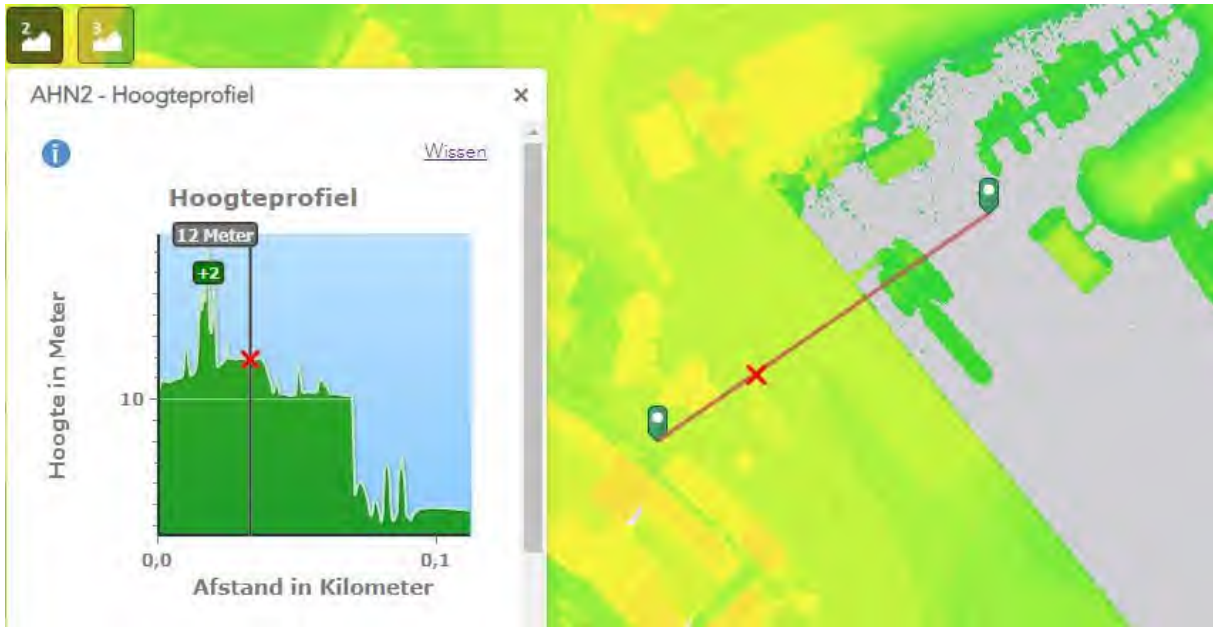 2 3
AHN2 - Hoogteprofiel ×
i Wissen
Hoogteprofiel
12 Meter
+2
Hoogte in Meter
10
0,0 0,1
Afstand in Kilometer